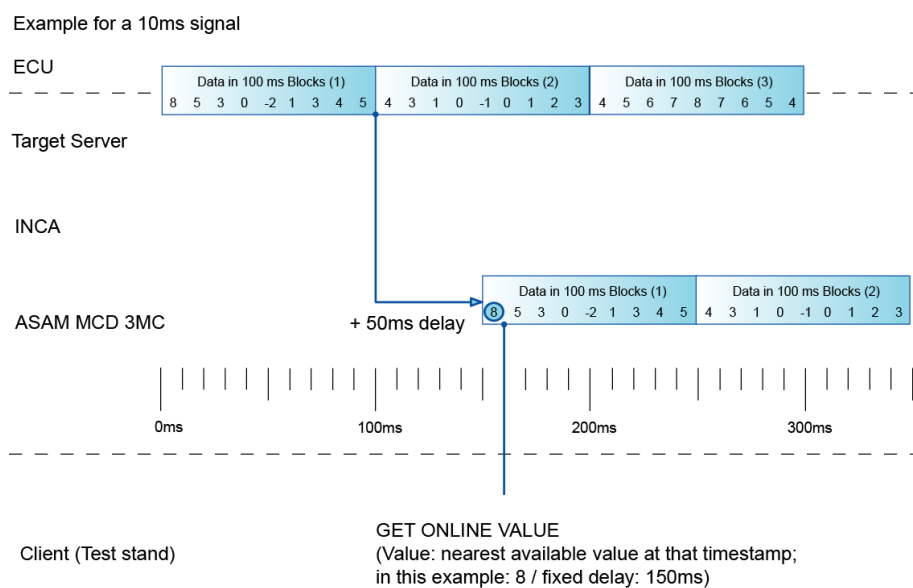 Example for a 10ms signal
ECU
Data in 100 ms Blocks (1) Data in 100 ms Blocks (2) Data in 100 ms Blocks (3)
8 5 3 0 -2 1 3 4 5 4 3 1 0 -1 0 1 2 3 4 5 6 7 8 7 6 5 4
Target Server
INCA
Data in 100 ms Blocks (1) Data in 100 ms Blocks (2)
8 5 3 0 -2 1 3 4 5 4 3 1 0 -1 0 1 2 3
ASAM MCD 3MC
+ 50ms delay
0ms 100ms 200ms 300ms
GET ONLINE VALUE
Client (Test stand)
(Value: nearest available value at that timestamp;
in this example: 8 / fixed delay: 150ms)